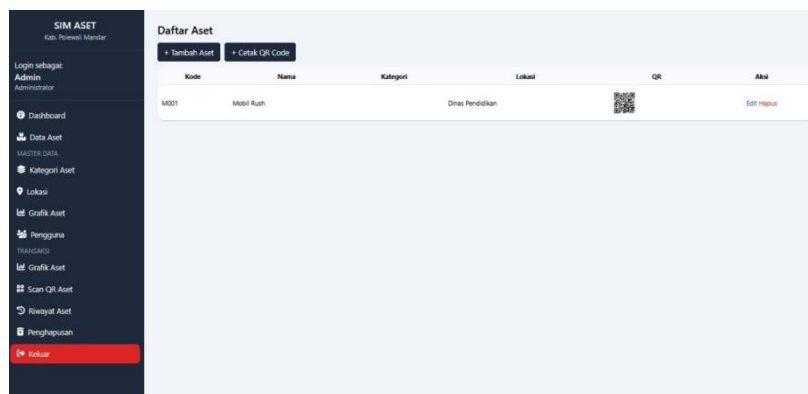 SIM ASET
Kab. Polewali Mandar
Login sebagai:
Admin
Administrator
Dashboard
Data Aset
MASTER DATA
Kategori Aset
Lokasi
Grafik Aset
Pengguna
TRANSAKSI
Grafik Aset
Scan QR Aset
Riwayat Aset
Penghapusan
Keluar
Daftar Aset
+ Tambah Aset + Cetak QR Code
Kode Nama Kategori Lokasi QR Aksi
M001 Mobil Rush Dinas Pendidikan Edit Hapus